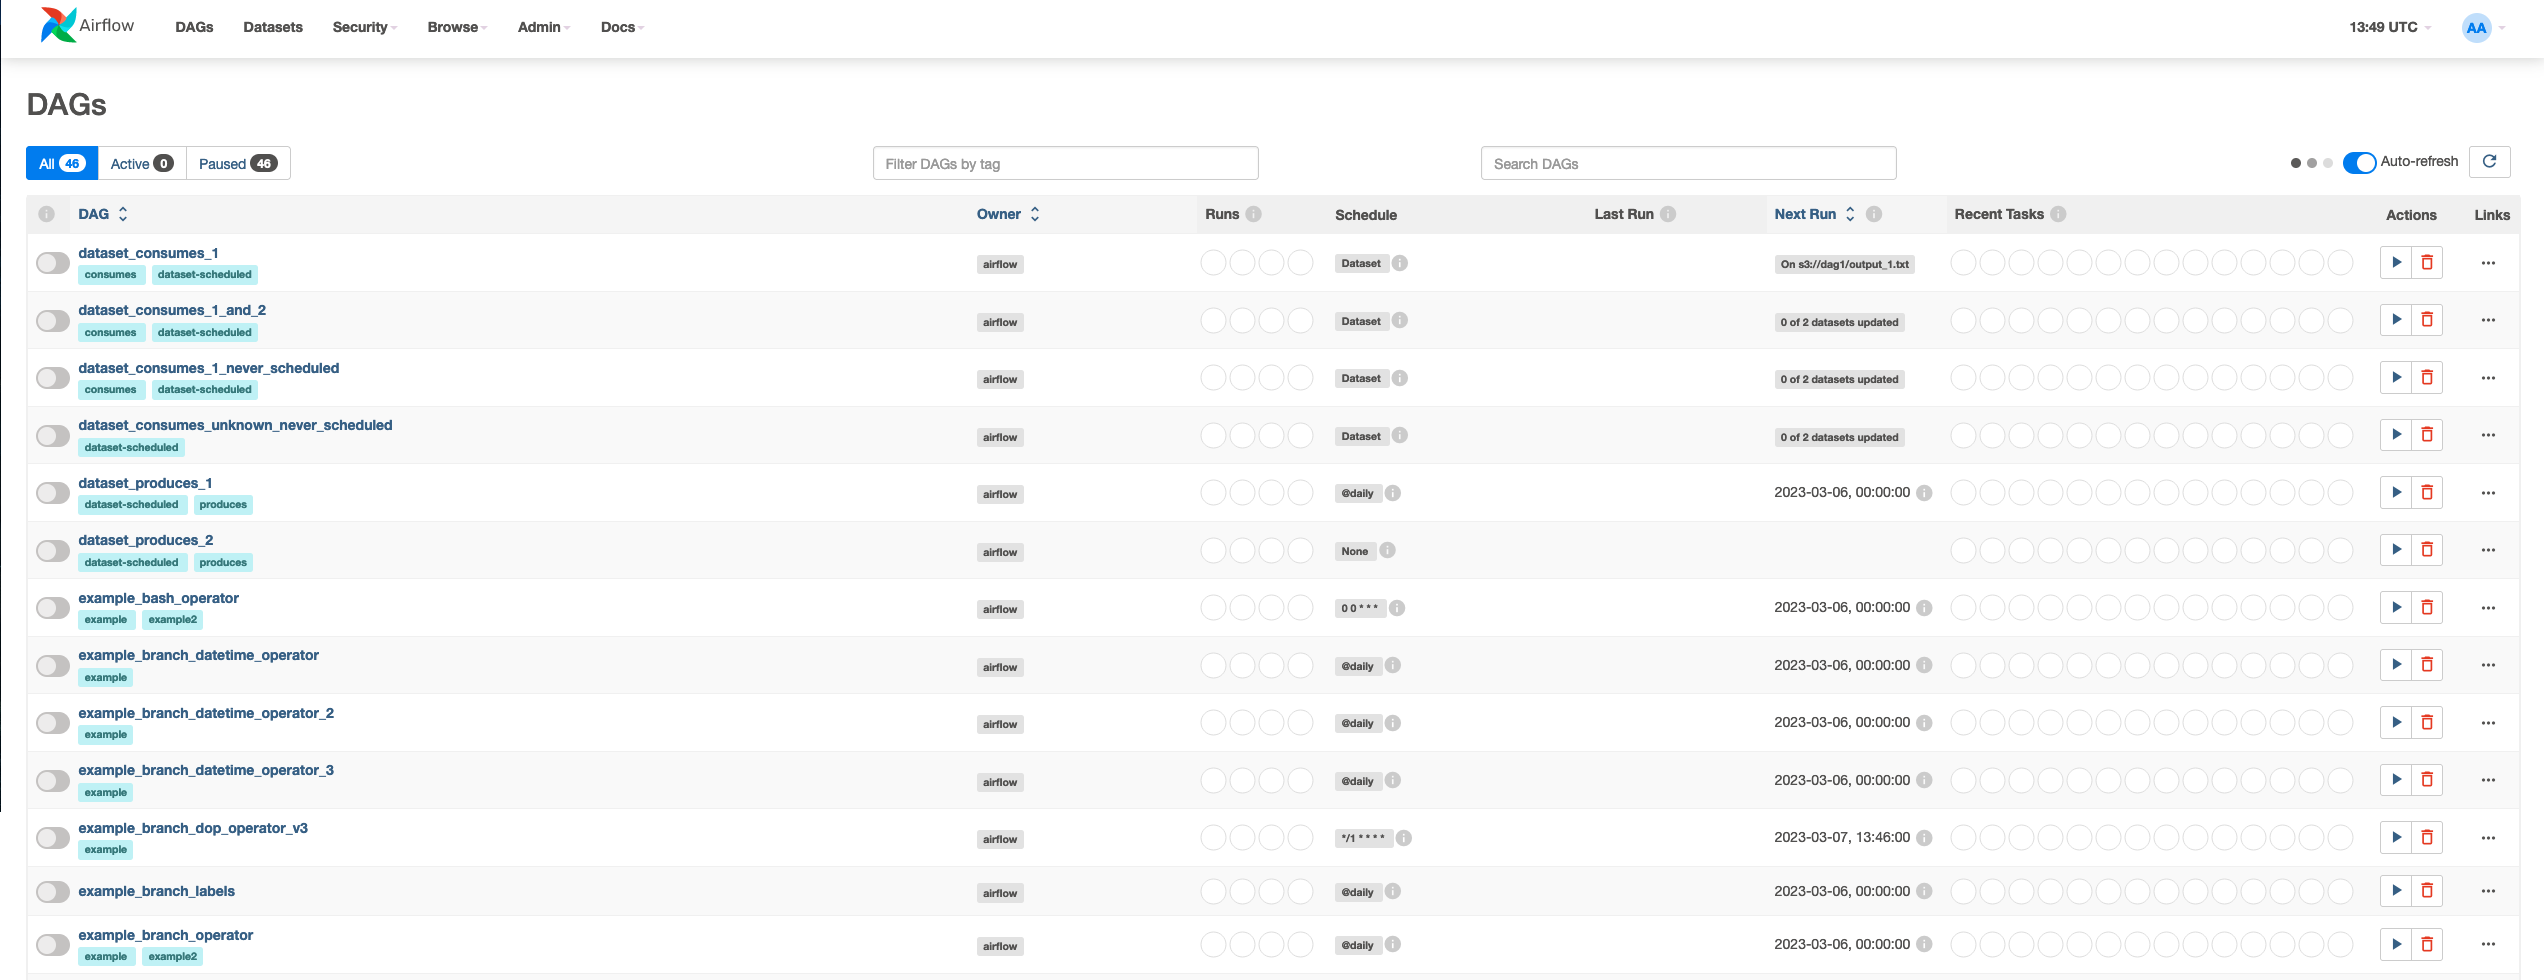 Airflow DAGs Datasets Security Browse Admin Docs 13:49 UTC AA
DAGs
All 46 Active 0 Paused 46 Filter DAGs by tag Search DAGs Auto-refresh
DAG Owner Runs Schedule Last Run Next Run Recent Tasks Actions Links
dataset_consumes_1
consumes dataset-scheduled airflow Dataset On s3://dag1/output_1.txt
dataset_consumes_1_and_2
consumes dataset-scheduled airflow Dataset 0 of 2 datasets updated
dataset_consumes_1_never_scheduled
consumes dataset-scheduled airflow Dataset 0 of 2 datasets updated
dataset_consumes_unknown_never_scheduled
dataset-scheduled airflow Dataset 0 of 2 datasets updated
dataset_produces_1
dataset-scheduled produces airflow @daily 2023-03-06, 00:00:00
dataset_produces_2
dataset-scheduled produces airflow None
example_bash_operator
example example2 airflow 0 0 * * * 2023-03-06, 00:00:00
example_branch_datetime_operator
example airflow @daily 2023-03-06, 00:00:00
example_branch_datetime_operator_2
example airflow @daily 2023-03-06, 00:00:00
example_branch_datetime_operator_3
example airflow @daily 2023-03-06, 00:00:00
example_branch_dop_operator_v3
example airflow */1 * * * * 2023-03-07, 13:46:00
example_branch_labels airflow @daily 2023-03-06, 00:00:00
example_branch_operator
example example2 airflow @daily 2023-03-06, 00:00:00